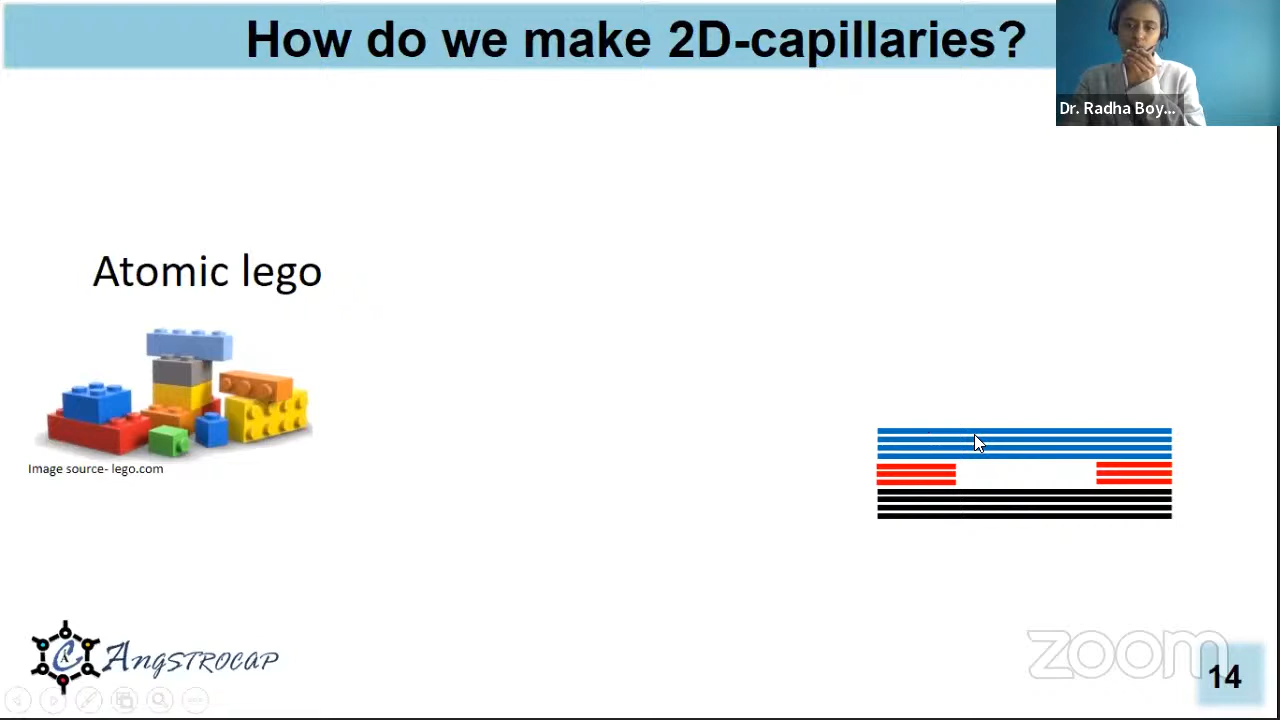 How do we make 2D-capillaries?
Dr. Radha Boy...
Atomic lego
Image source- lego.com
Angstrocap
zoom
14